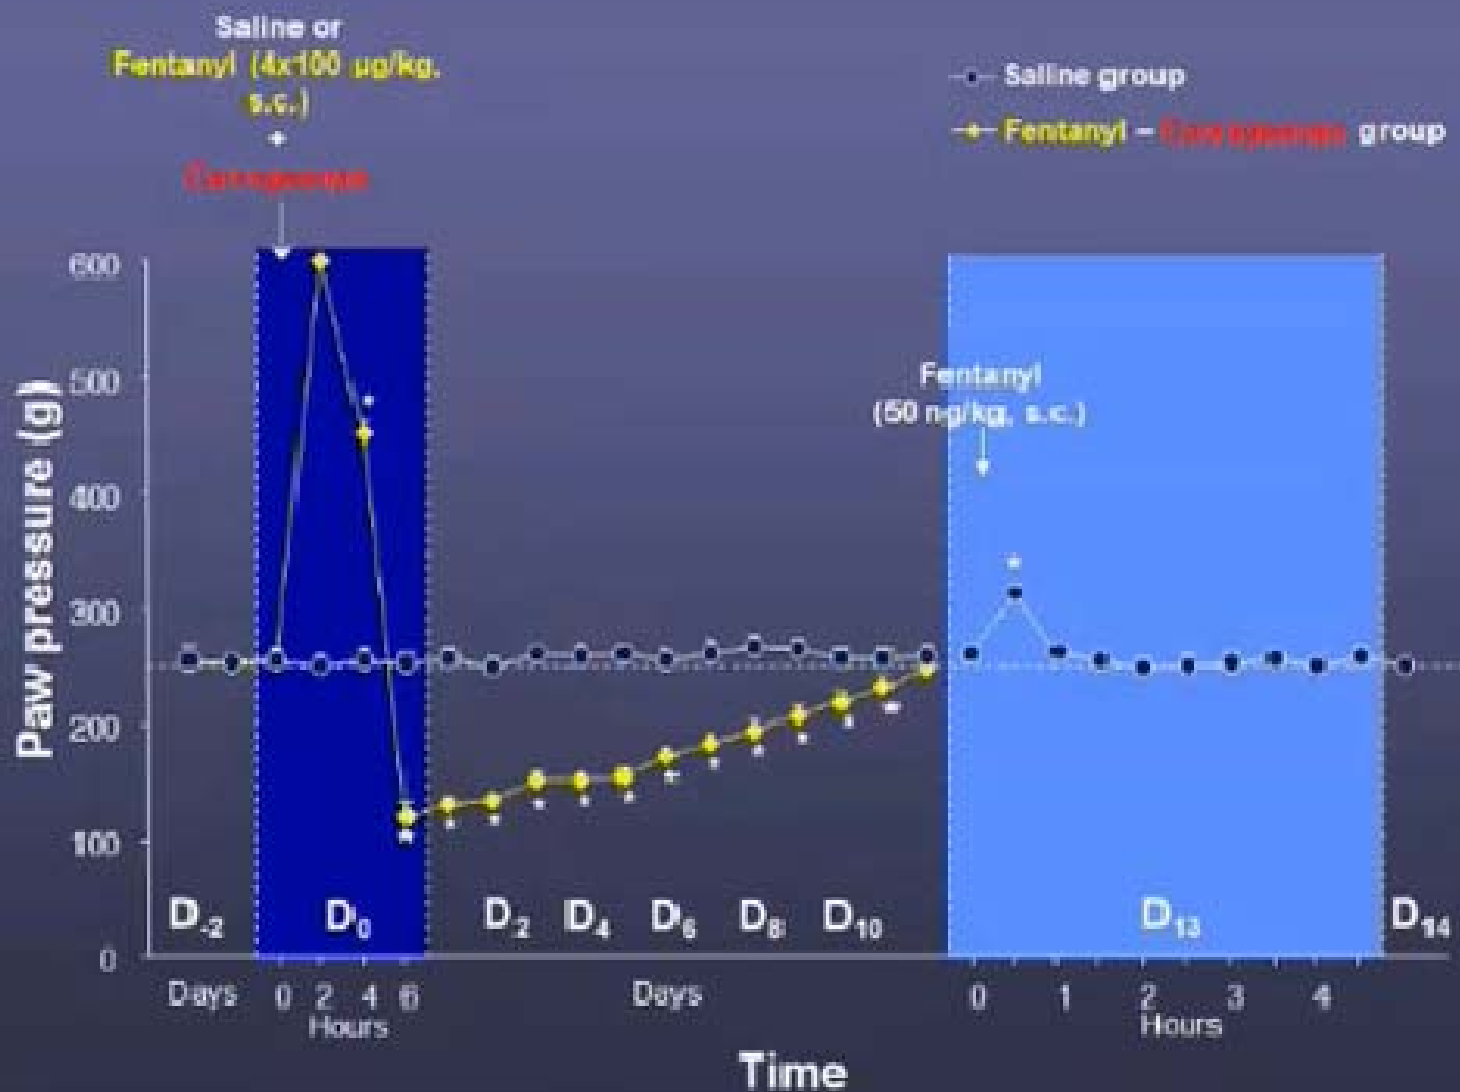 Saline or
Fentanyl (4x100 µg/kg,
s.c.)
+
Saline group
Fentanyl – group
600
500
400
300
200
100
0
Paw pressure (g)
Fentanyl
(50 ng/kg, s.c.)
D-2 D0 D2 D4 D6 D8 D10 D13 D14
Days 0 2 4 6 Days 0 1 2 3 4
Hours Hours
Time